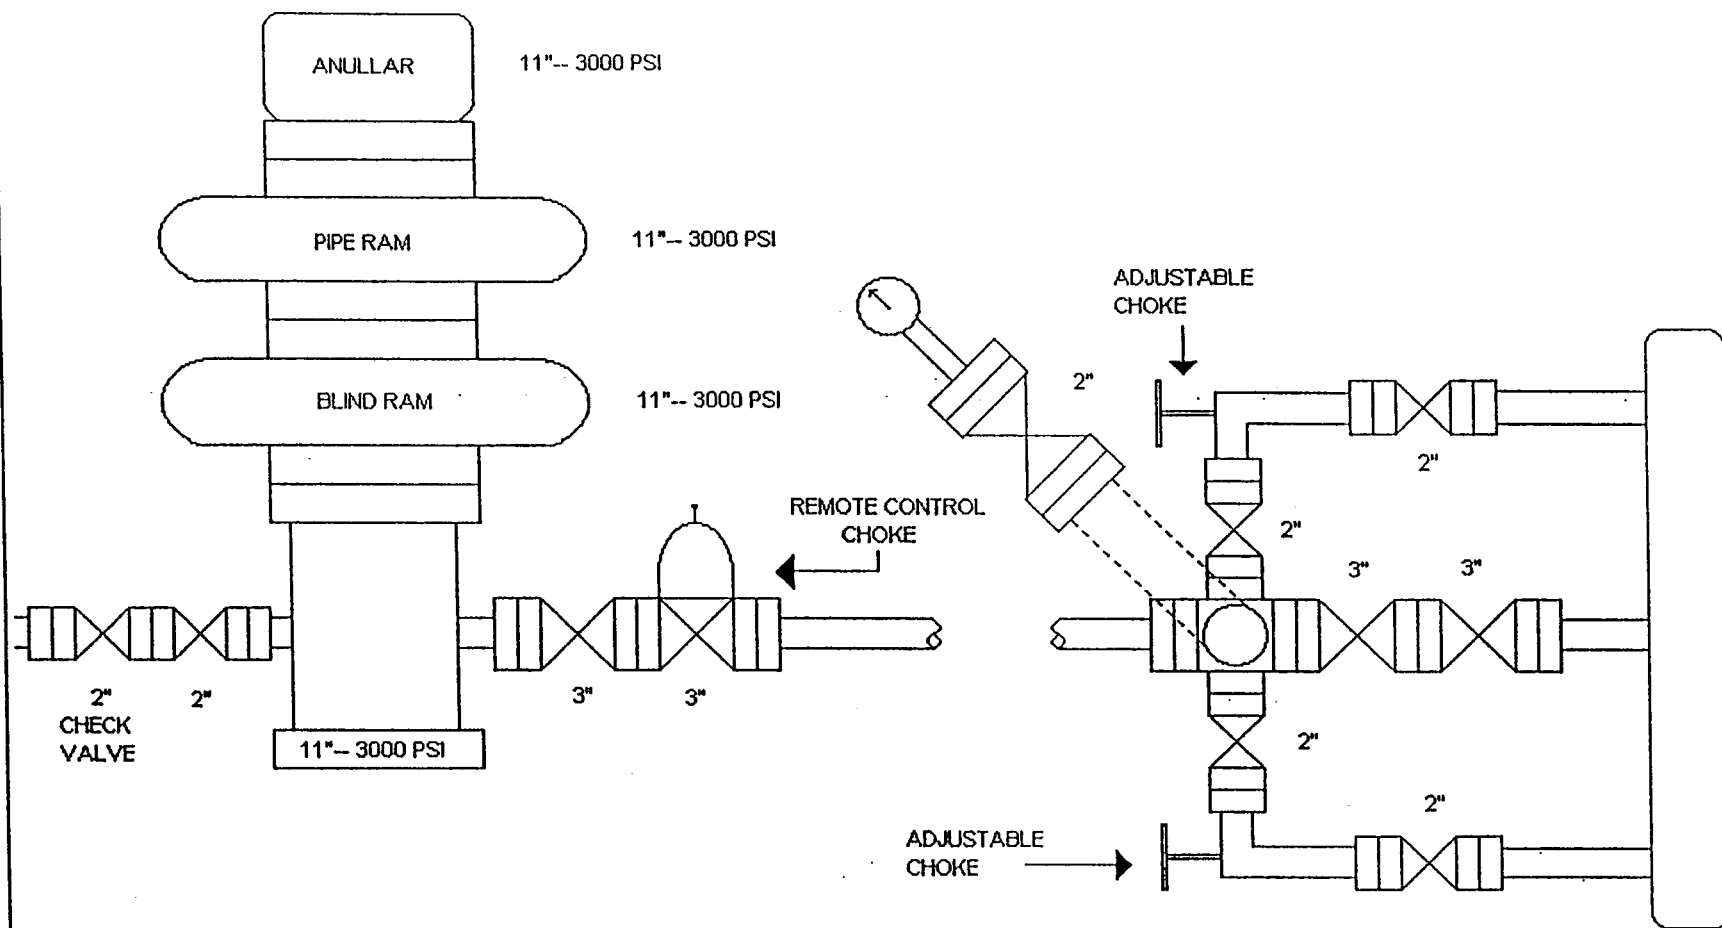 ANULLAR
11"-- 3000 PSI
PIPE RAM
11"-- 3000 PSI
BLIND RAM
11"-- 3000 PSI
ADJUSTABLE
CHOKE
2"
2"
2"
REMOTE CONTROL
CHOKE
3"
3"
2"
2"
CHECK
VALVE
3"
3"
11"-- 3000 PSI
2"
2"
ADJUSTABLE
CHOKE